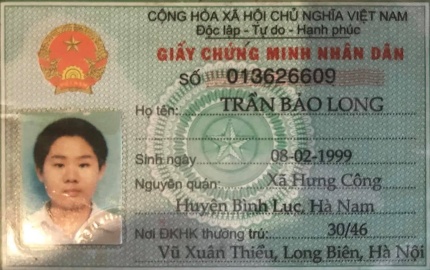 CỘNG HÒA XÃ HỘI CHỦ NGHĨA VIỆT NAM
Độc lập - Tự do - Hạnh phúc
GIẤY CHỨNG MINH NHÂN DÂN
SỐ 013626609
Họ tên: TRẦN BẢO LONG
Sinh ngày 08-02-1999
Nguyên quán: Xã Hưng Công
Huyện Bình Lục, Hà Nam
Nơi ĐKHK thường trú: 30/46
Vũ Xuân Thiều, Long Biên, Hà Nội